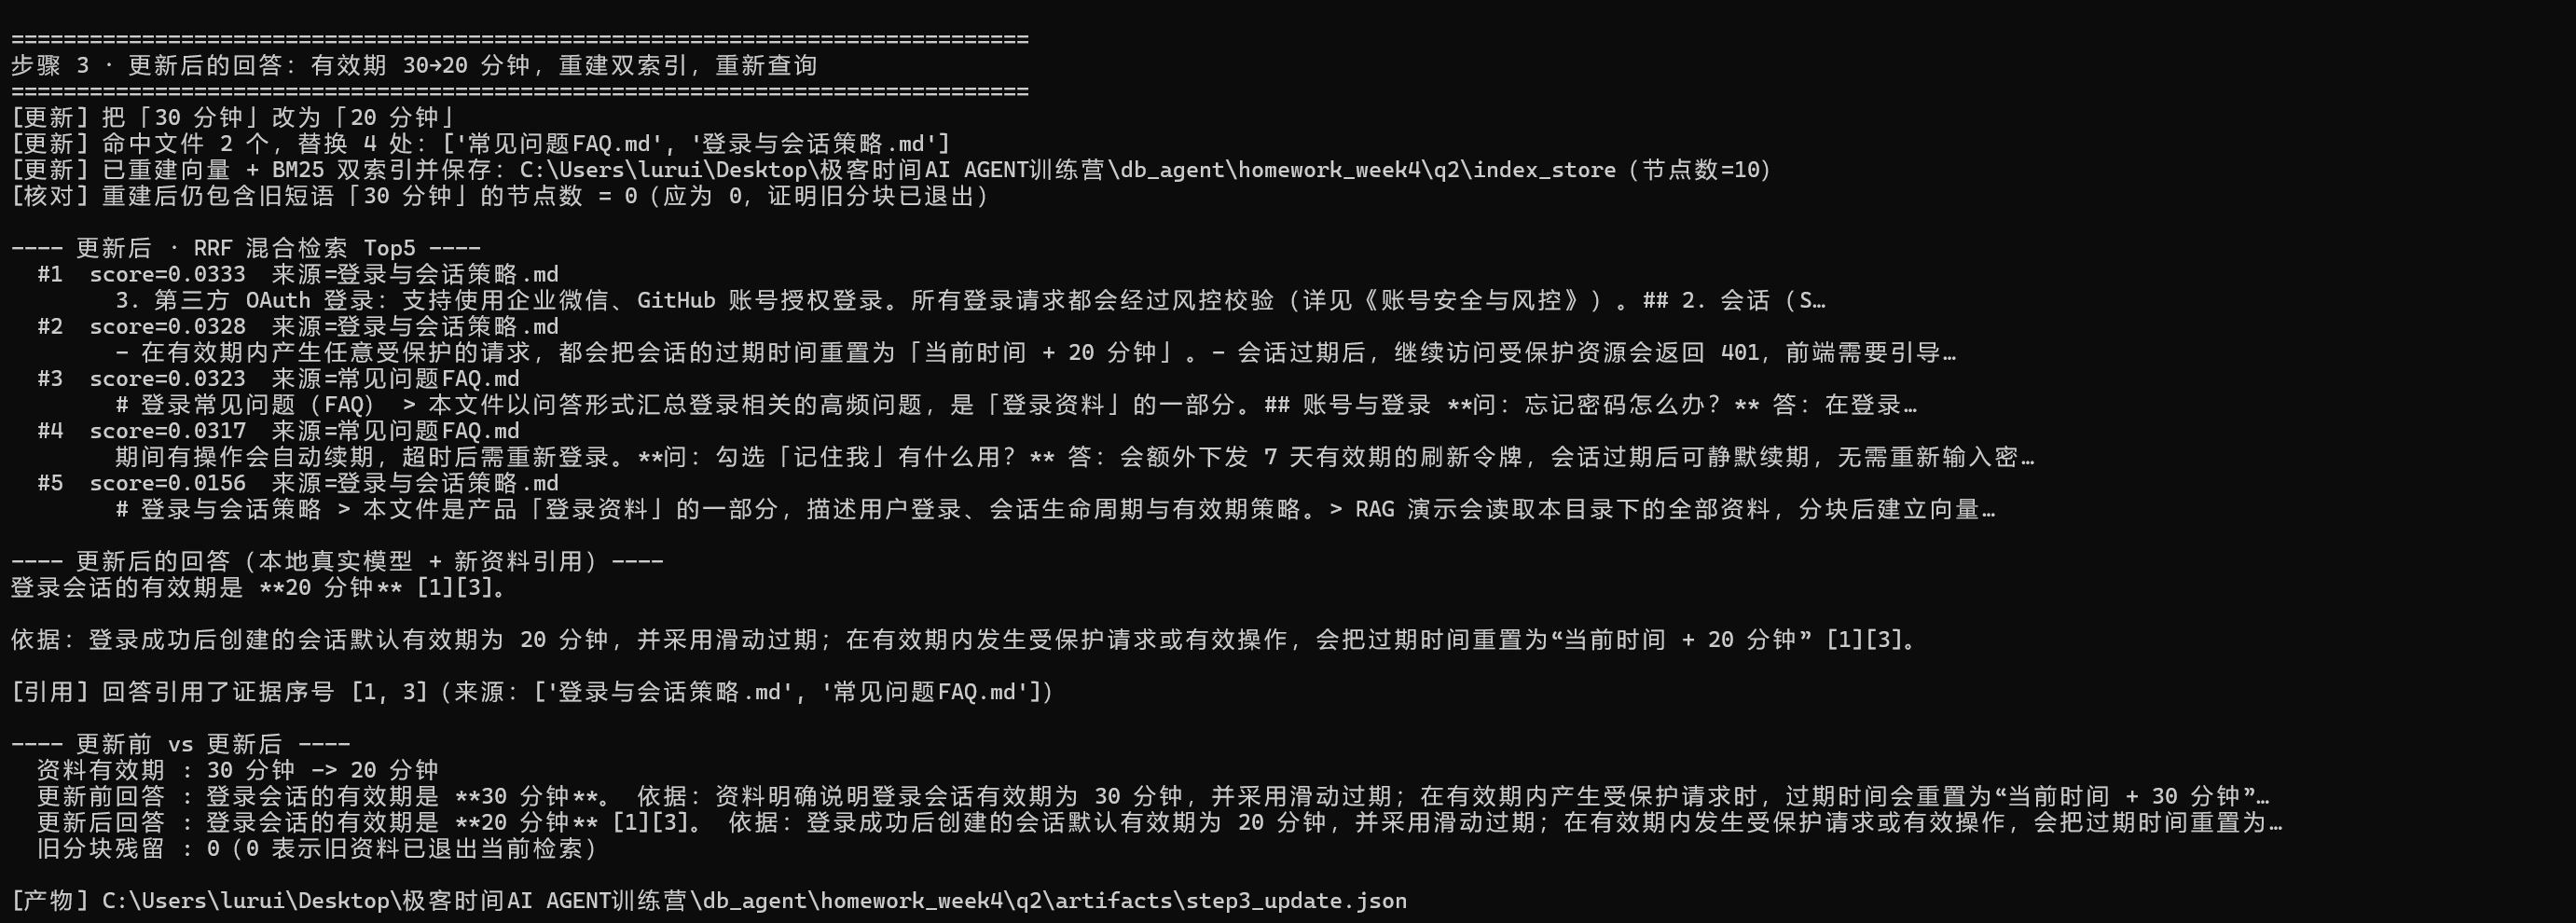 ==============================================================================
步骤 3 · 更新后的回答：有效期 30→20 分钟，重建双索引，重新查询
==============================================================================
[更新] 把「30 分钟」改为「20 分钟」
[更新] 命中文件 2 个，替换 4 处：['常见问题FAQ.md', '登录与会话策略.md']
[更新] 已重建向量 + BM25 双索引并保存：C:\Users\lurui\Desktop\极客时间AI AGENT训练营\db_agent\homework_week4\q2\index_store（节点数=10）
[核对] 重建后仍包含旧短语「30 分钟」的节点数 = 0（应为 0，证明旧分块已退出）

---- 更新后 · RRF 混合检索 Top5 ----
  #1  score=0.0333  来源=登录与会话策略.md
        3. 第三方 OAuth 登录：支持使用企业微信、GitHub 账号授权登录。所有登录请求都会经过风控校验（详见《账号安全与风控》）。## 2. 会话（S…
  #2  score=0.0328  来源=登录与会话策略.md
        - 在有效期内产生任意受保护的请求，都会把会话的过期时间重置为「当前时间 + 20 分钟」。- 会话过期后，继续访问受保护资源会返回 401，前端需要引导…
  #3  score=0.0323  来源=常见问题FAQ.md
        # 登录常见问题（FAQ） > 本文件以问答形式汇总登录相关的高频问题，是「登录资料」的一部分。## 账号与登录 **问：忘记密码怎么办？** 答：在登录…
  #4  score=0.0317  来源=常见问题FAQ.md
        期间有操作会自动续期，超时后需重新登录。**问：勾选「记住我」有什么用？** 答：会额外下发 7 天有效期的刷新令牌，会话过期后可静默续期，无需重新输入密…
  #5  score=0.0156  来源=登录与会话策略.md
        # 登录与会话策略 > 本文件是产品「登录资料」的一部分，描述用户登录、会话生命周期与有效期策略。> RAG 演示会读取本目录下的全部资料，分块后建立向量…

---- 更新后的回答（本地真实模型 + 新资料引用）----
登录会话的有效期是 **20 分钟** [1][3]。

依据：登录成功后创建的会话默认有效期为 20 分钟，并采用滑动过期；在有效期内发生受保护请求或有效操作，会把过期时间重置为“当前时间 + 20 分钟” [1][3]。

[引用] 回答引用了证据序号 [1, 3]（来源：['登录与会话策略.md', '常见问题FAQ.md']）

---- 更新前 vs 更新后 ----
  资料有效期 : 30 分钟 -> 20 分钟
  更新前回答 : 登录会话的有效期是 **30 分钟**。 依据：资料明确说明登录会话有效期为 30 分钟，并采用滑动过期；在有效期内产生受保护请求时，过期时间会重置为“当前时间 + 30 分钟”…
  更新后回答 : 登录会话的有效期是 **20 分钟** [1][3]。 依据：登录成功后创建的会话默认有效期为 20 分钟，并采用滑动过期；在有效期内发生受保护请求或有效操作，会把过期时间重置为…
  旧分块残留 : 0（0 表示旧资料已退出当前检索）

[产物] C:\Users\lurui\Desktop\极客时间AI AGENT训练营\db_agent\homework_week4\q2\artifacts\step3_update.json